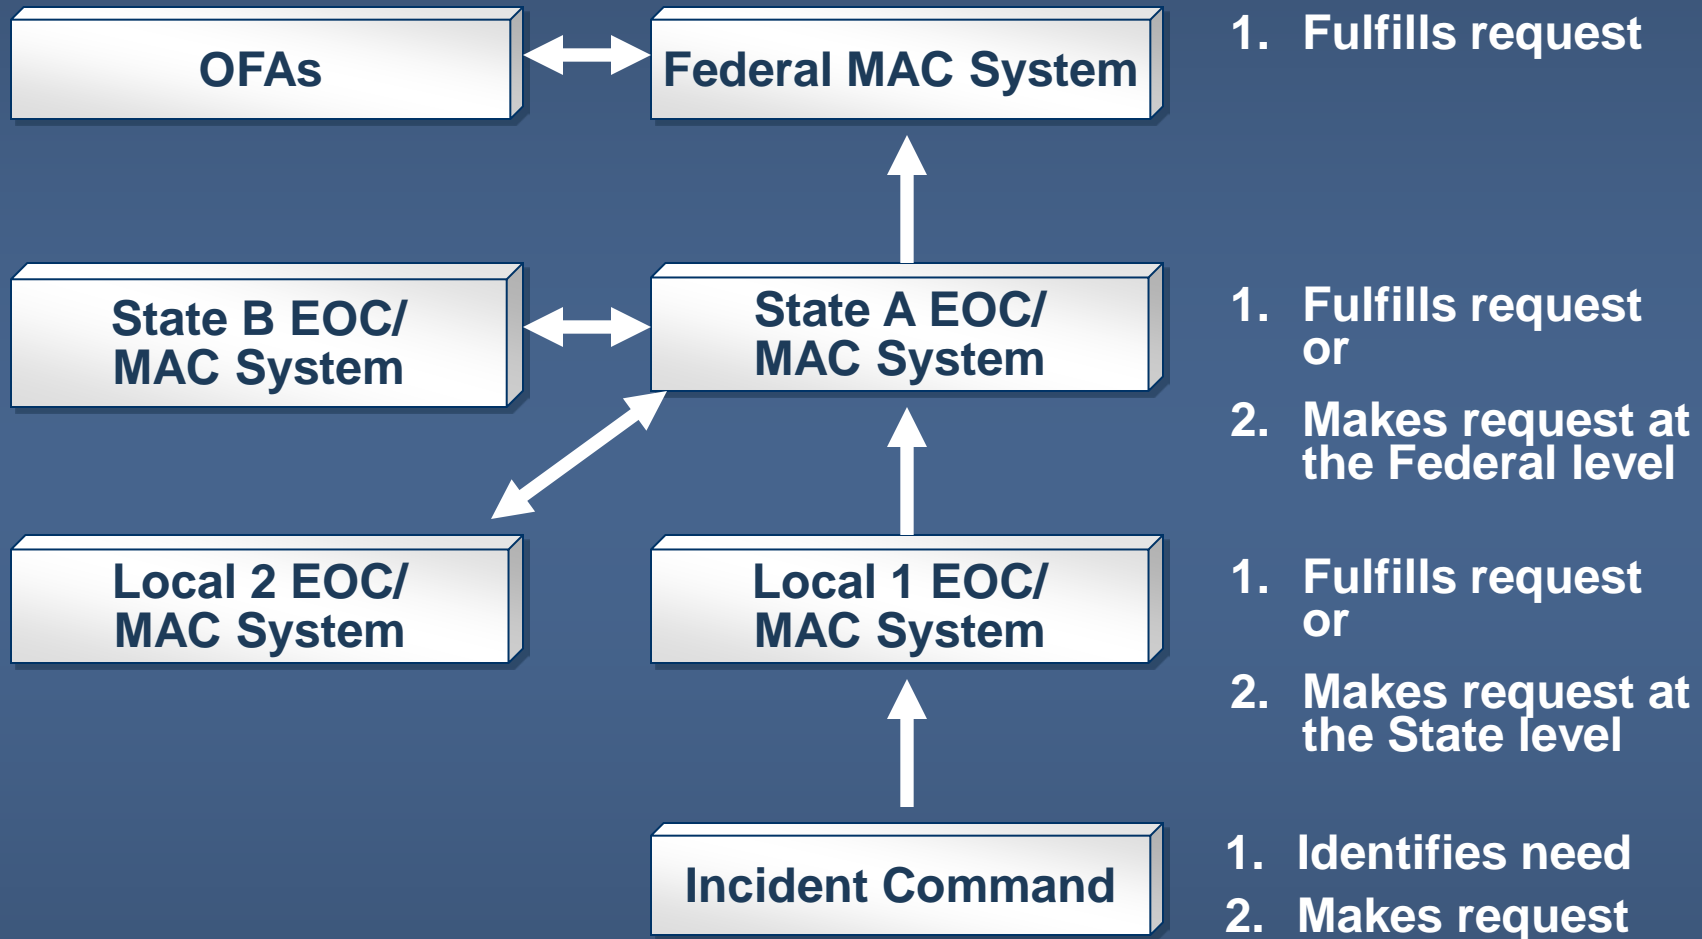 OFAs
Federal MAC System
1. Fulfills request
State B EOC/
MAC System
State A EOC/
MAC System
1. Fulfills request
or
2. Makes request at
the Federal level
Local 2 EOC/
MAC System
Local 1 EOC/
MAC System
1. Fulfills request
or
2. Makes request at
the State level
Incident Command
1. Identifies need
2. Makes request